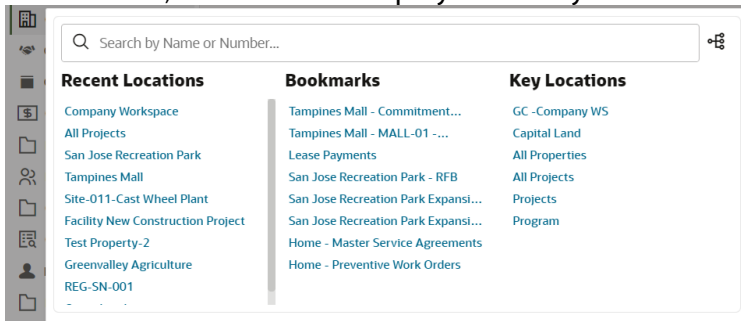 Search by Name or Number...
Recent Locations
Company Workspace
All Projects
San Jose Recreation Park
Tampines Mall
Site-011-Cast Wheel Plant
Facility New Construction Project
Test Property-2
Greenvalley Agriculture
REG-SN-001
Bookmarks
Tampines Mall - Commitment...
Tampines Mall - MALL-01 -...
Lease Payments
San Jose Recreation Park - RFB
San Jose Recreation Park Expansi...
San Jose Recreation Park Expansi...
Home - Master Service Agreements
Home - Preventive Work Orders
Key Locations
GC -Company WS
Capital Land
All Properties
All Projects
Projects
Program